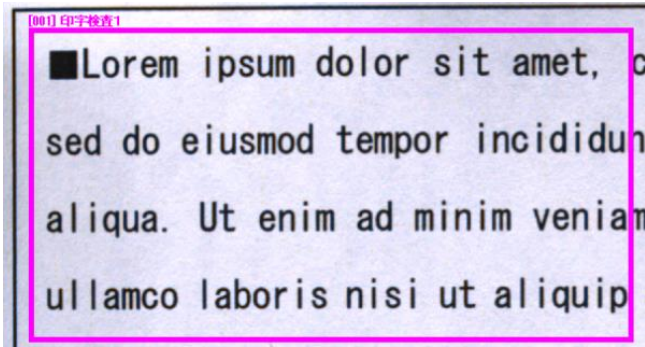 [001] 印字検査1
■Lorem ipsum dolor sit amet, c
sed do eiusmod tempor incididun
aliqua. Ut enim ad minim veniam
ullamco laboris nisi ut aliquip